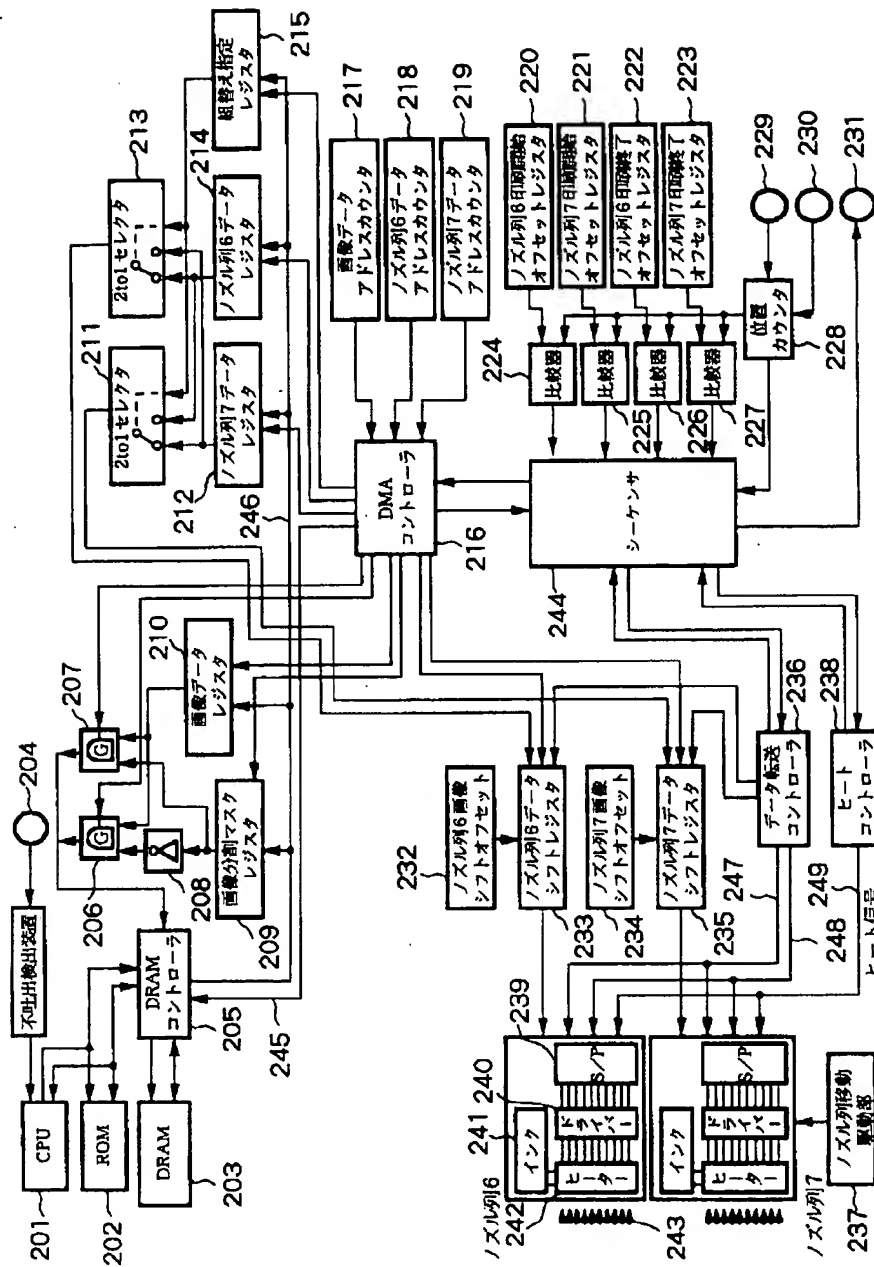 201
CPU
202
ROM
203
DRAM
不吐出検出装置
204
205
DRAM
コントローラ
245
206
G
207
G
208
209
画像分割マスク
レジスタ
210
画像データ
レジスタ
246
211
2to1セレクタ
212
ノズル列7データ
レジスタ
213
2to1セレクタ
214
ノズル列6データ
レジスタ
215
組替え指定
レジスタ
DMA
コントローラ
216
画像データ
アドレスカウンタ
217
ノズル列6データ
アドレスカウンタ
218
ノズル列7データ
アドレスカウンタ
219
ノズル列6印刷開始
オフセットレジスタ
220
ノズル列7印刷開始
オフセットレジスタ
221
ノズル列6印刷終了
オフセットレジスタ
222
ノズル列7印刷終了
オフセットレジスタ
223
224
比較器
225
比較器
226
比較器
227
比較器
位置
カウンタ
228
229
230
231
シーケンサ
244
232
ノズル列6画像
シフトオフセット
ノズル列6データ
シフトレジスタ
233
234
ノズル列7画像
シフトオフセット
ノズル列7データ
シフトレジスタ
235
データ転送
コントローラ
236
ヒート
コントローラ
238
247
248
249
ヒート信号
ノズル列6
239
S/P
240
ドライバー
241
インク
242
ヒーター
243
ノズル列7
S/P
ドライバー
インク
ヒーター
237
ノズル列移動
駆動部